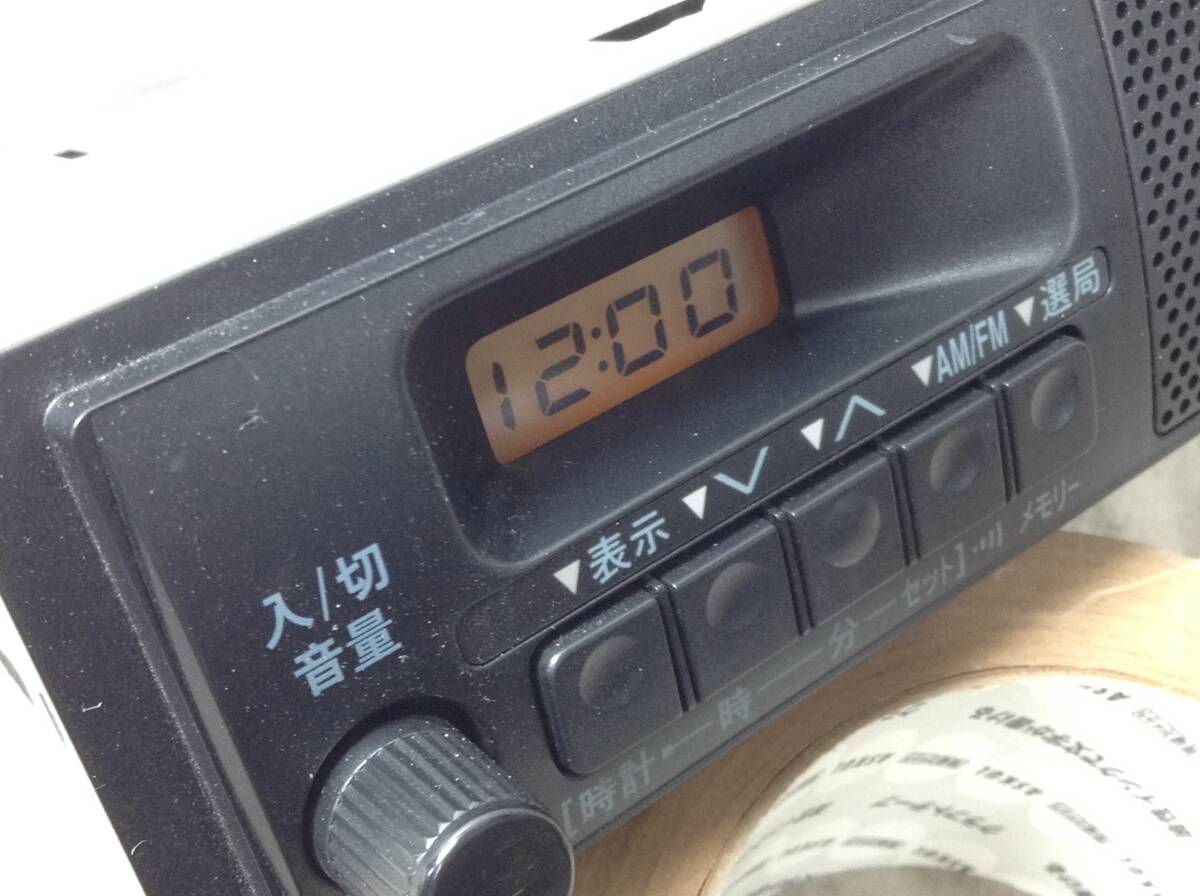 12:00
▼表示 ▼∨ ▼∧ ▼AM/FM ▼選局
入/切
音量
[時計 — 時 — 分 — セット] メモリー
ASKUL